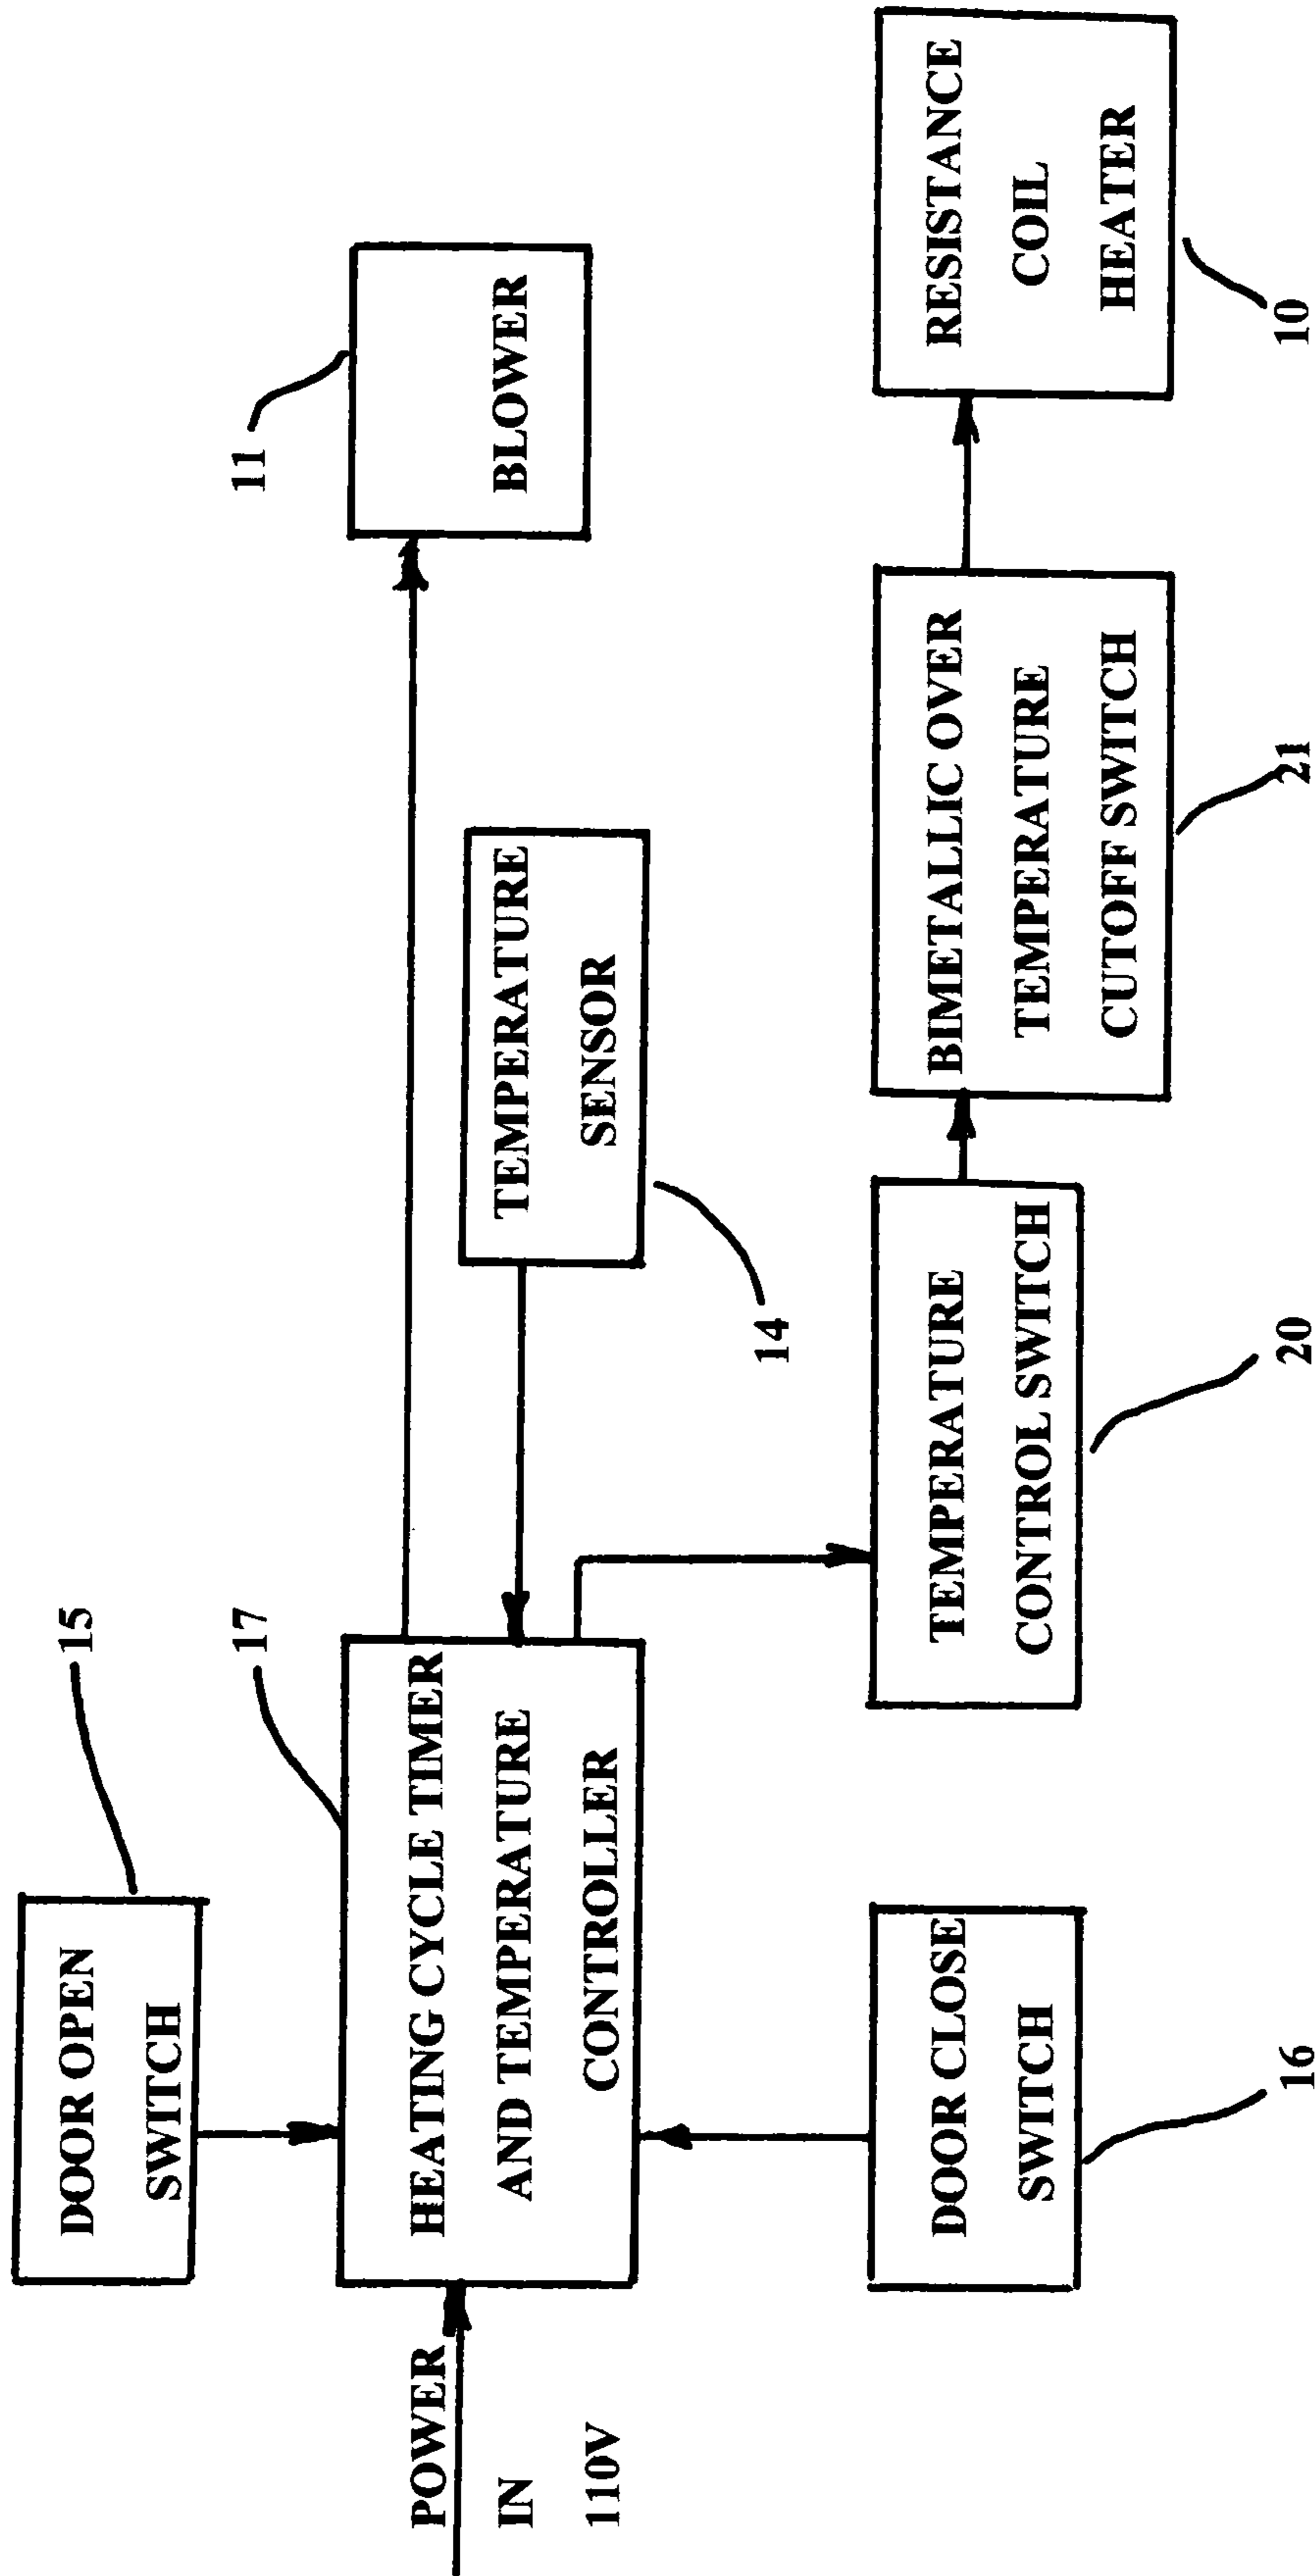 15
DOOR OPEN
SWITCH
17
POWER
IN
110V
HEATING CYCLE TIMER
AND TEMPERATURE
CONTROLLER
11
BLOWER
TEMPERATURE
SENSOR
14
DOOR CLOSE
SWITCH
16
TEMPERATURE
CONTROL SWITCH
20
BIMETALLIC OVER
TEMPERATURE
CUTOFF SWITCH
21
RESISTANCE
COIL
HEATER
10